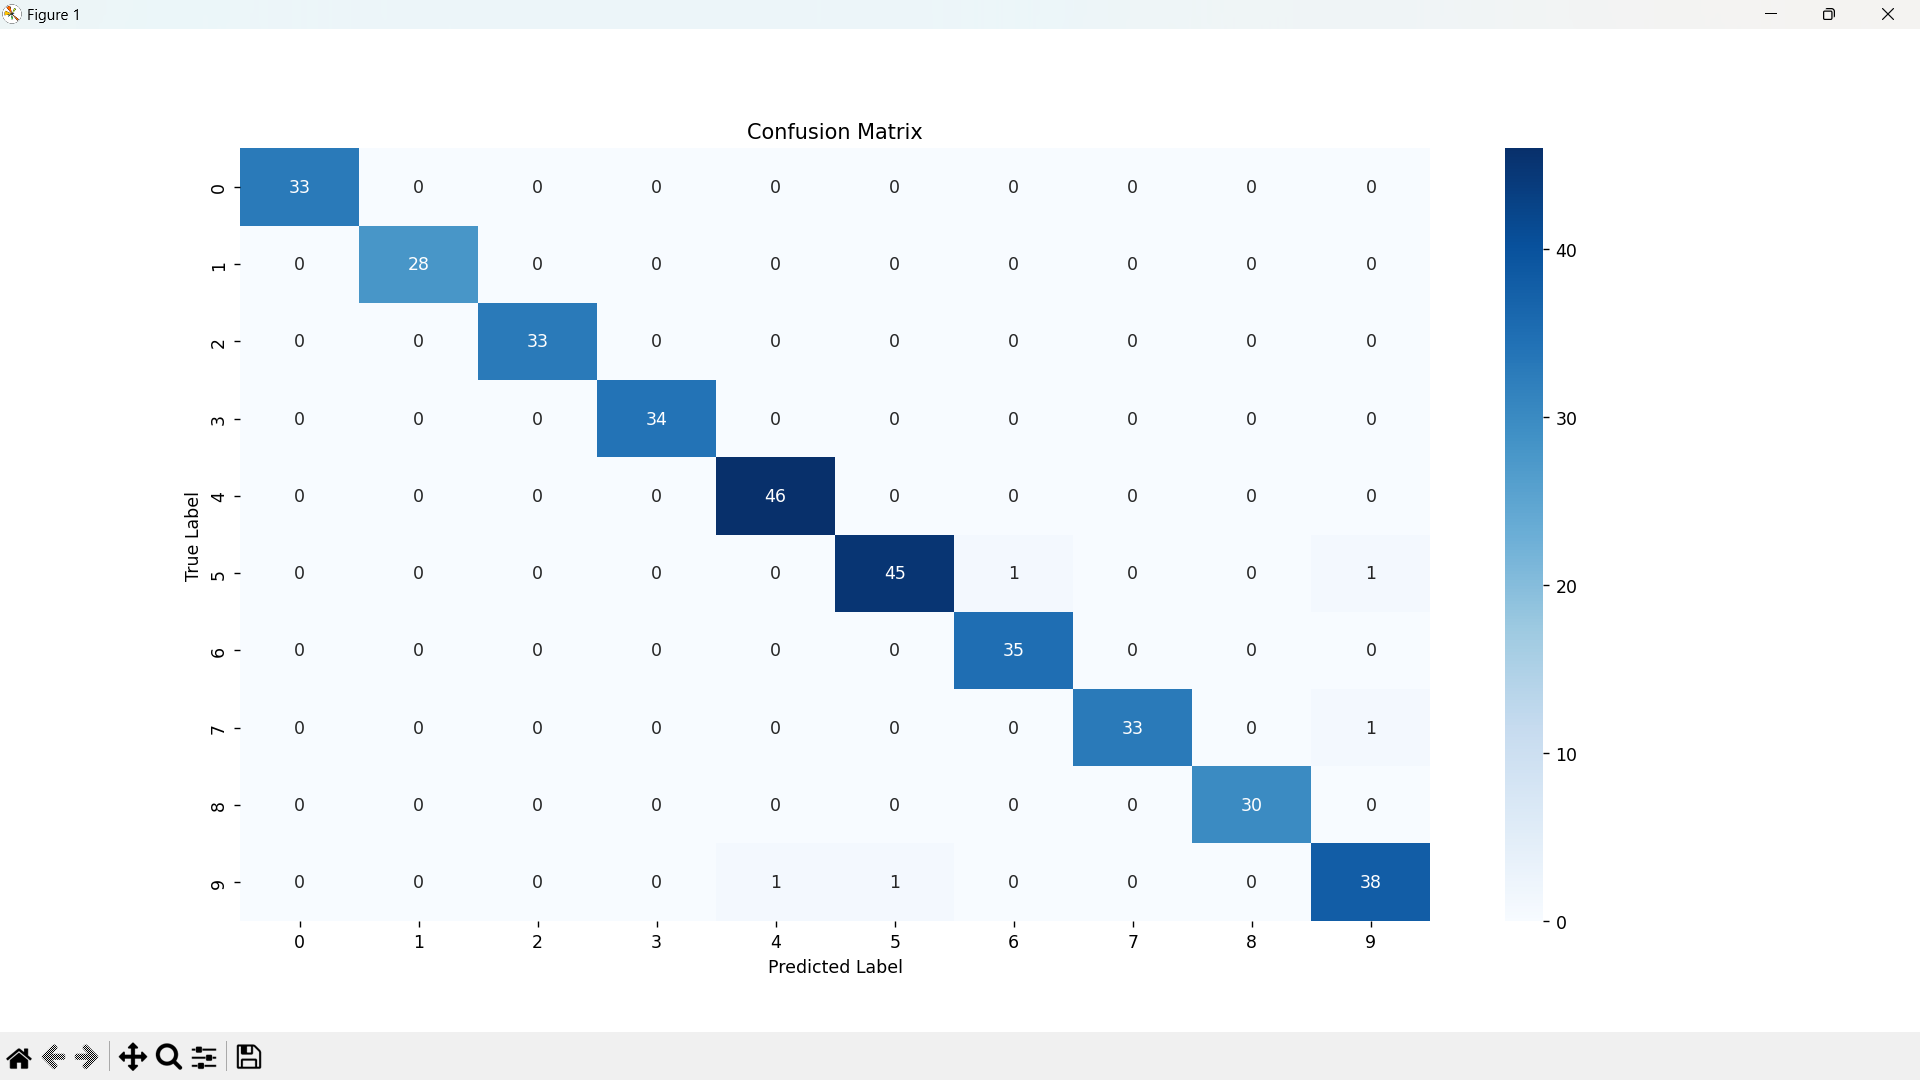 Figure 1
Confusion Matrix
0 33 0 0 0 0 0 0 0 0 0
1 0 28 0 0 0 0 0 0 0 0
2 0 0 33 0 0 0 0 0 0 0
3 0 0 0 34 0 0 0 0 0 0
4 0 0 0 0 46 0 0 0 0 0
5 0 0 0 0 0 45 1 0 0 1
6 0 0 0 0 0 0 35 0 0 0
7 0 0 0 0 0 0 0 33 0 1
8 0 0 0 0 0 0 0 0 30 0
9 0 0 0 0 1 1 0 0 0 38
0 1 2 3 4 5 6 7 8 9
Predicted Label
True Label
40
30
20
10
0